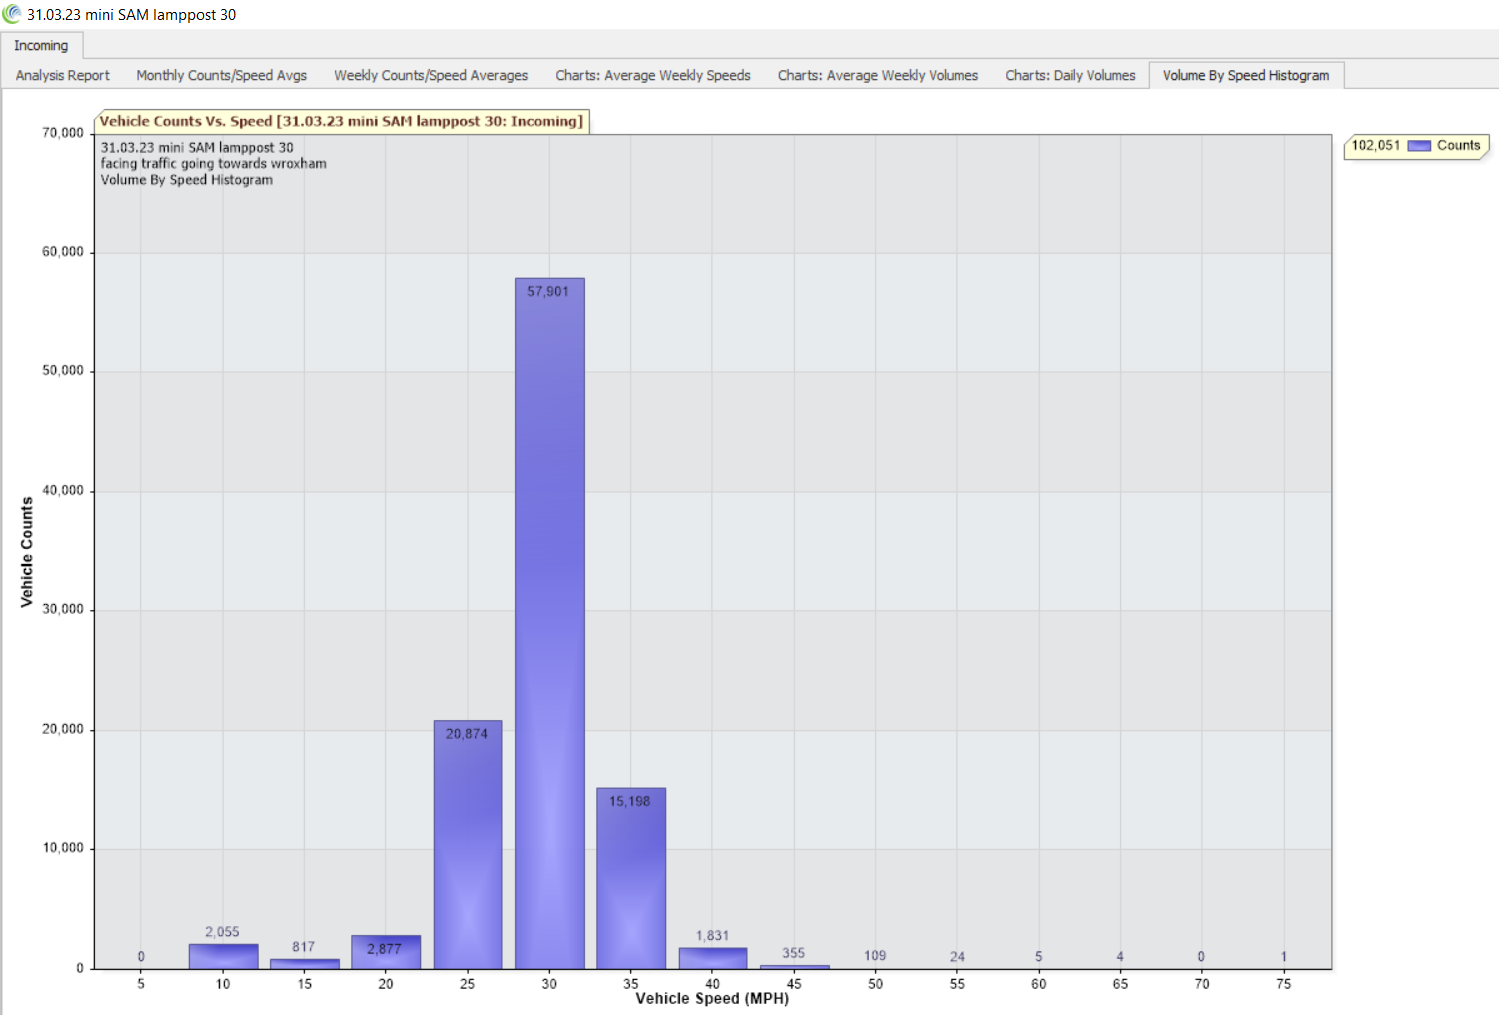 31.03.23 mini SAM lamppost 30
Incoming
Analysis Report Monthly Counts/Speed Avgs Weekly Counts/Speed Averages Charts: Average Weekly Speeds Charts: Average Weekly Volumes Charts: Daily Volumes Volume By Speed Histogram
Vehicle Counts Vs. Speed [31.03.23 mini SAM lamppost 30: Incoming]
31.03.23 mini SAM lamppost 30
facing traffic going towards wroxham
Volume By Speed Histogram
102,051 Counts
70,000
60,000
50,000
40,000
30,000
20,000
10,000
0
Vehicle Counts
0
2,055
817
2,877
20,874
57,901
15,198
1,831
355
109
24
5
4
0
1
5 10 15 20 25 30 35 40 45 50 55 60 65 70 75
Vehicle Speed (MPH)